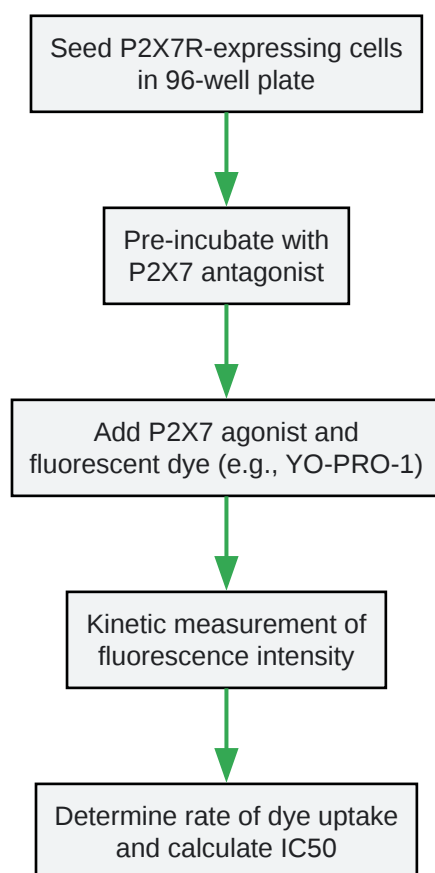 Seed P2X7R-expressing cells
in 96-well plate
Pre-incubate with
P2X7 antagonist
Add P2X7 agonist and
fluorescent dye (e.g., YO-PRO-1)
Kinetic measurement of
fluorescence intensity
Determine rate of dye uptake
and calculate IC50